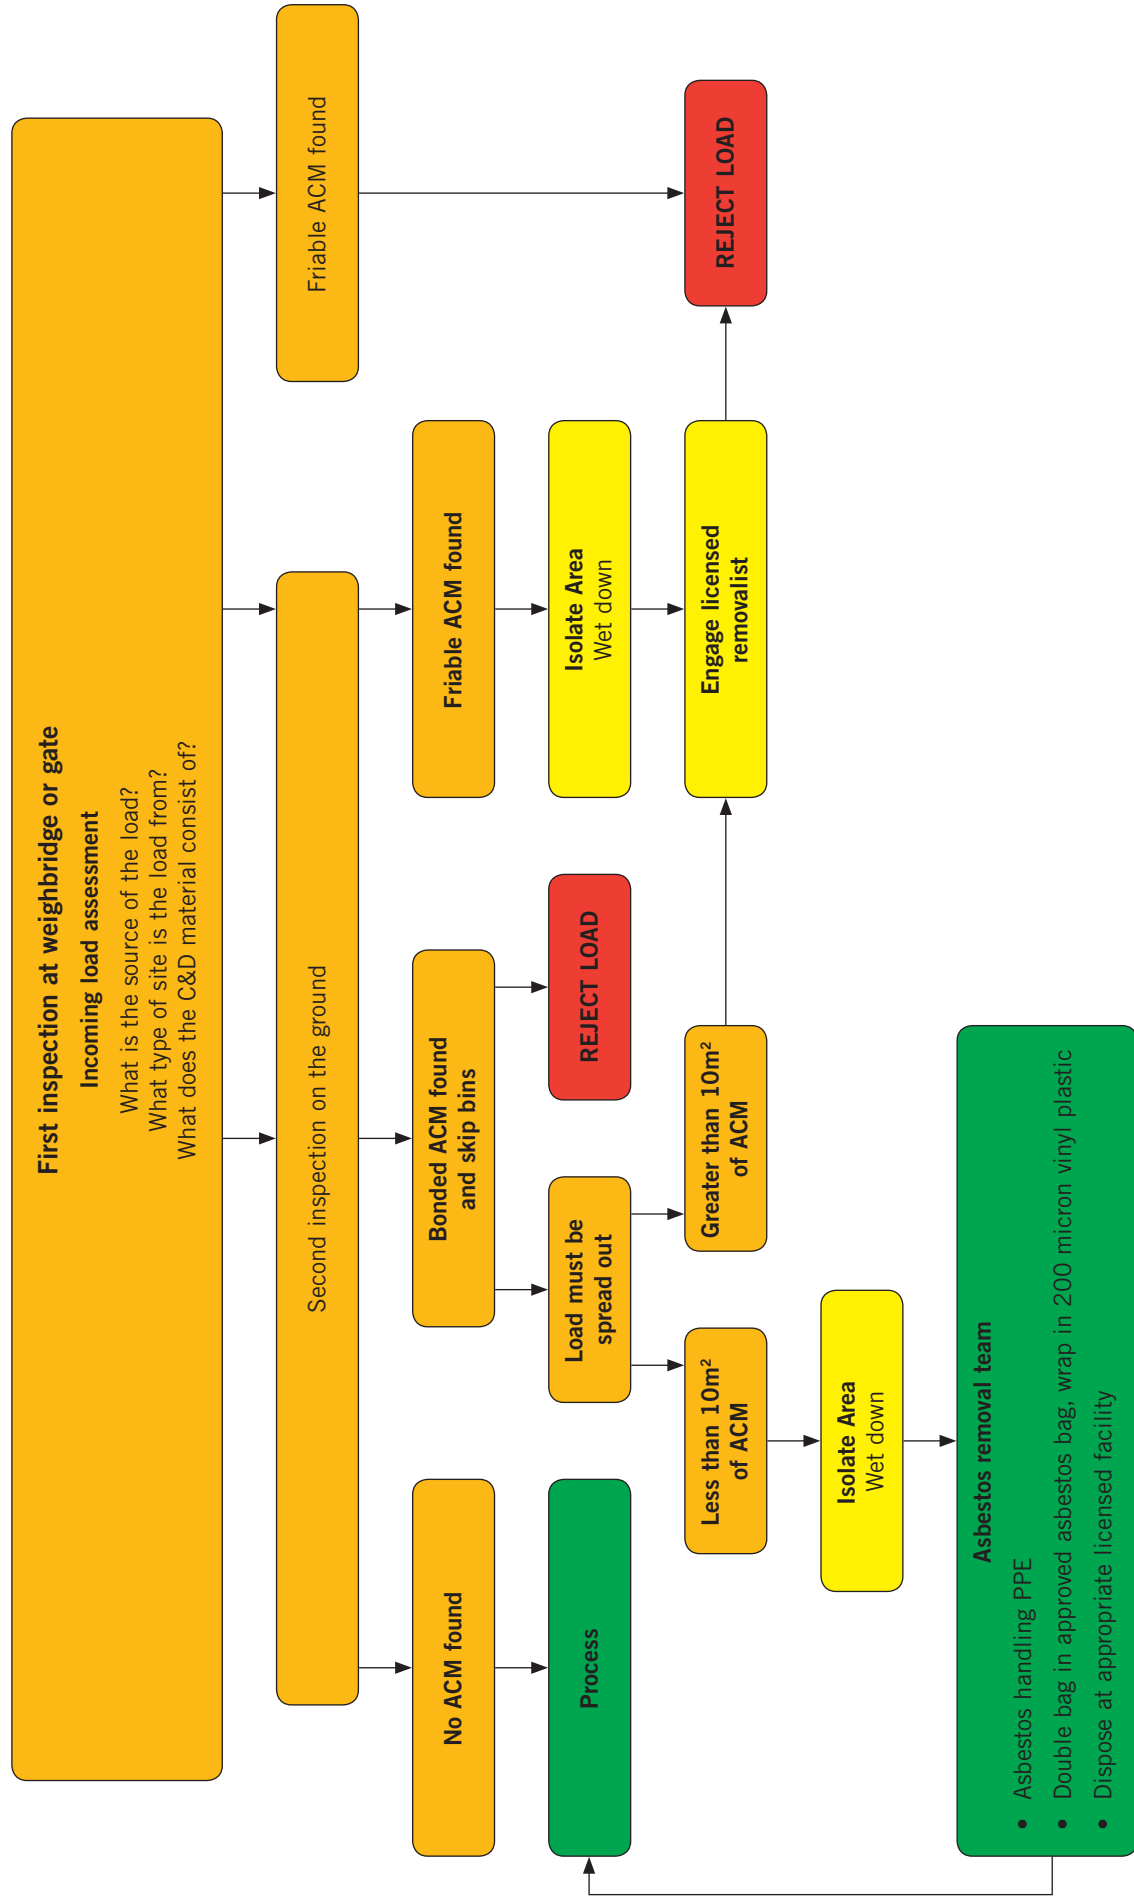 First inspection at weighbridge or gate
Incoming load assessment
What is the source of the load?
What type of site is the load from?
What does the C&D material consist of?
Second inspection on the ground
Friable ACM found
No ACM found
Bonded ACM found
and skip bins
Friable ACM found
Process
Load must be
spread out
REJECT LOAD
Isolate Area
Wet down
Less than 10m²
of ACM
Greater than 10m²
of ACM
Engage licensed
removalist
REJECT LOAD
Isolate Area
Wet down
Asbestos removal team
• Asbestos handling PPE
• Double bag in approved asbestos bag, wrap in 200 micron vinyl plastic
• Dispose at appropriate licensed facility